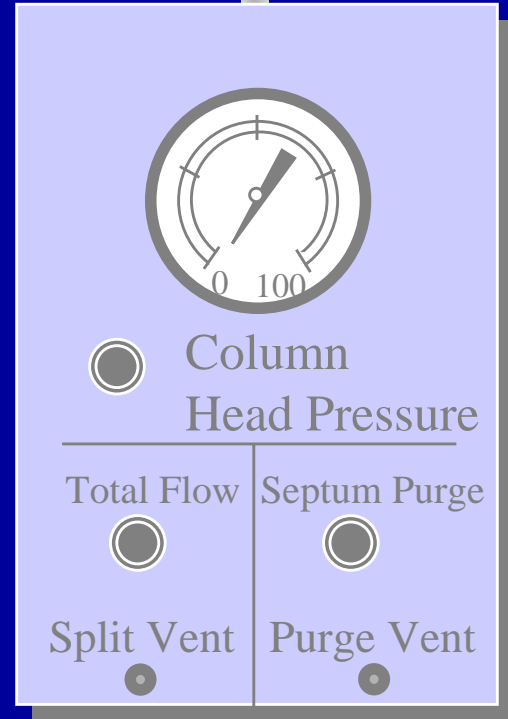 0 100
Column
Head Pressure
Total Flow Septum Purge
Split Vent Purge Vent